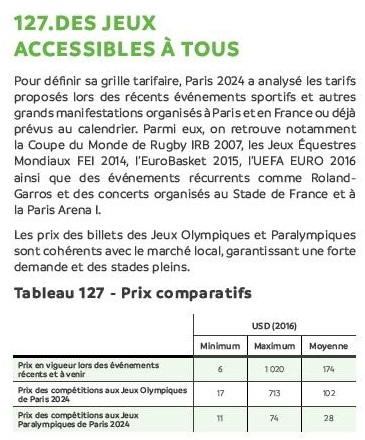 127.DES JEUX
ACCESSIBLES À TOUS
Pour définir sa grille tarifaire, Paris 2024 a analysé les tarifs
proposés lors des récents événements sportifs et autres
grands manifestations organisés à Paris et en France ou déjà
prévus au calendrier. Parmi eux, on retrouve notamment
la Coupe du Monde de Rugby IRB 2007, les Jeux Équestres
Mondiaux FEI 2014, l'EuroBasket 2015, l'UEFA EURO 2016
ainsi que des événements récurrents comme Roland-
Garros et des concerts organisés au Stade de France et à
la Paris Arena I.
Les prix des billets des Jeux Olympiques et Paralympiques
sont cohérents avec le marché local, garantissant une forte
demande et des stades pleins.
Tableau 127 - Prix comparatifs
USD (2016)
Minimum Maximum Moyenne
Prix en vigueur lors des événements
récents et à venir 6 1 020 174
Prix des compétitions aux Jeux Olympiques
de Paris 2024 17 713 102
Prix des compétitions aux Jeux
Paralympiques de Paris 2024 11 74 28